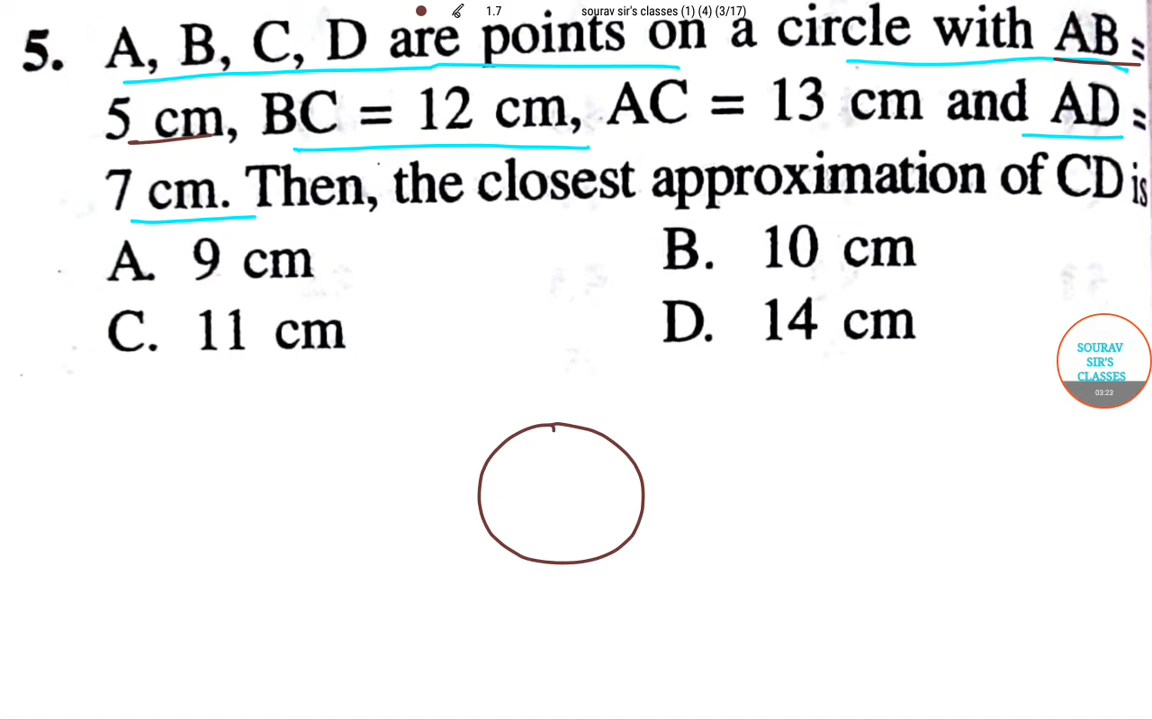 1.7 sourav sir's classes (1) (4) (3/17)
5. A, B, C, D are points on a circle with AB =
5 cm, BC = 12 cm, AC = 13 cm and AD =
7 cm. Then, the closest approximation of CD is
A. 9 cm B. 10 cm
C. 11 cm D. 14 cm
SOURAV
SIR'S
CLASSES
03:23